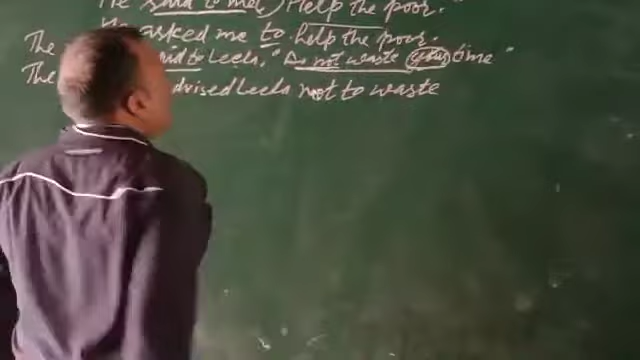 He said to me, Help the poor."
He asked me to help the poor.
The said to Leela, "Do not waste your time"
The advised Leela not to waste